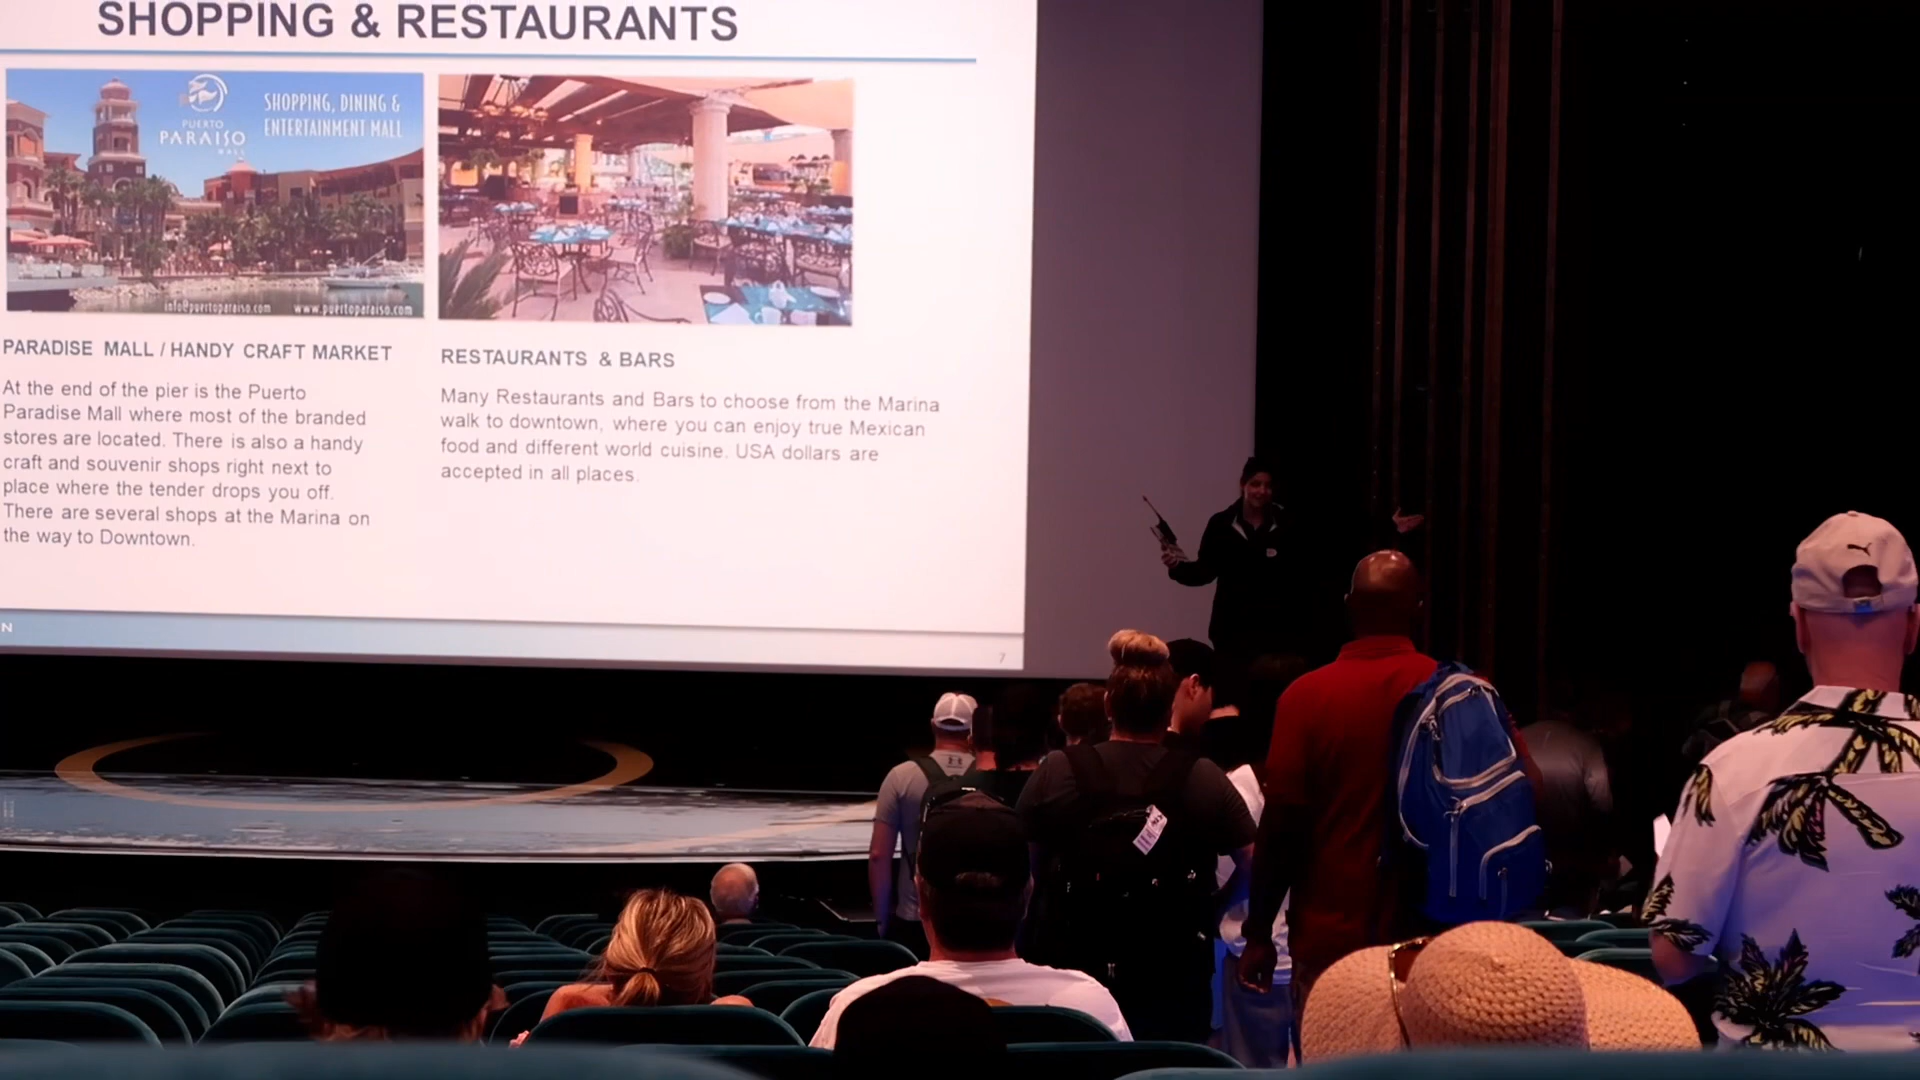 SHOPPING & RESTAURANTS
PUERTO
PARAISO
MALL
SHOPPING, DINING &
ENTERTAINMENT MALL
info@puertoparaiso.com www.puertoparaiso.com
PARADISE MALL / HANDY CRAFT MARKET
At the end of the pier is the Puerto
Paradise Mall where most of the branded
stores are located. There is also a handy
craft and souvenir shops right next to
place where the tender drops you off.
There are several shops at the Marina on
the way to Downtown.
RESTAURANTS & BARS
Many Restaurants and Bars to choose from the Marina
walk to downtown, where you can enjoy true Mexican
food and different world cuisine. USA dollars are
accepted in all places.
N
7